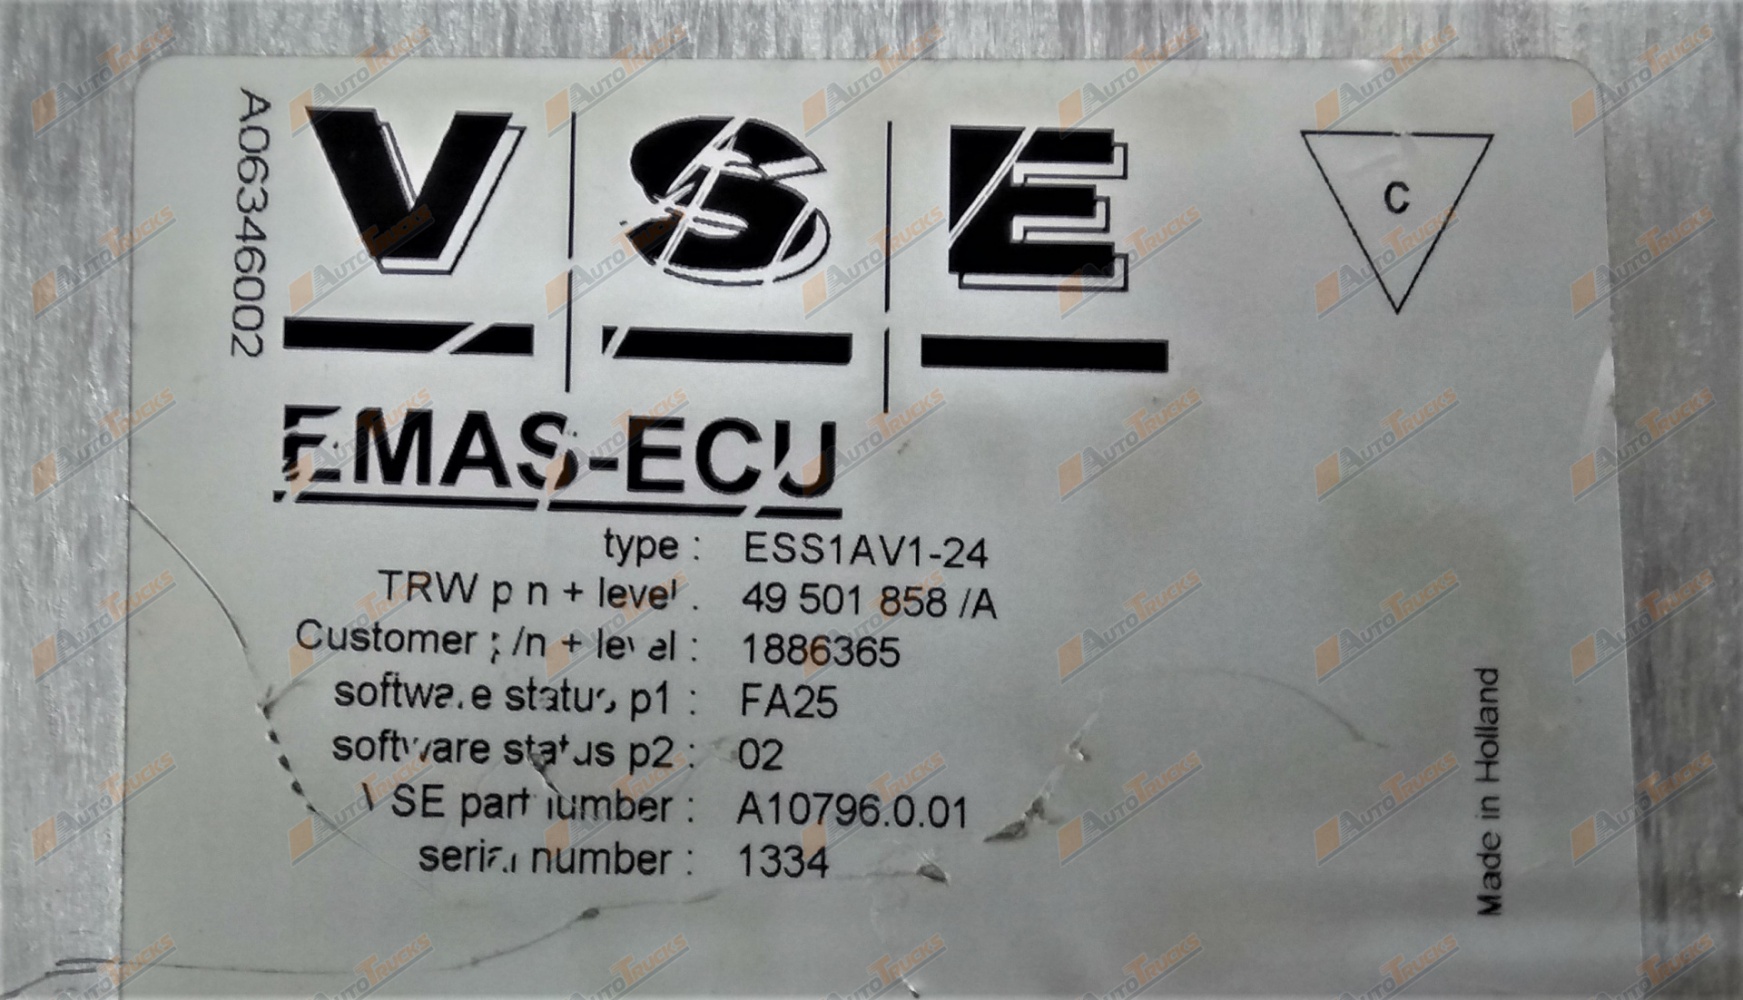 A06346002
VSE
C
EMAS-ECU
type : ESS1AV1-24
TRW p n + level : 49 501 858 /A
Customer p/n + level : 1886365
software status p1 : FA25
software status p2 : 02
VSE part number : A10796.0.01
serial number : 1334
Made in Holland
AUTOTRUCKS